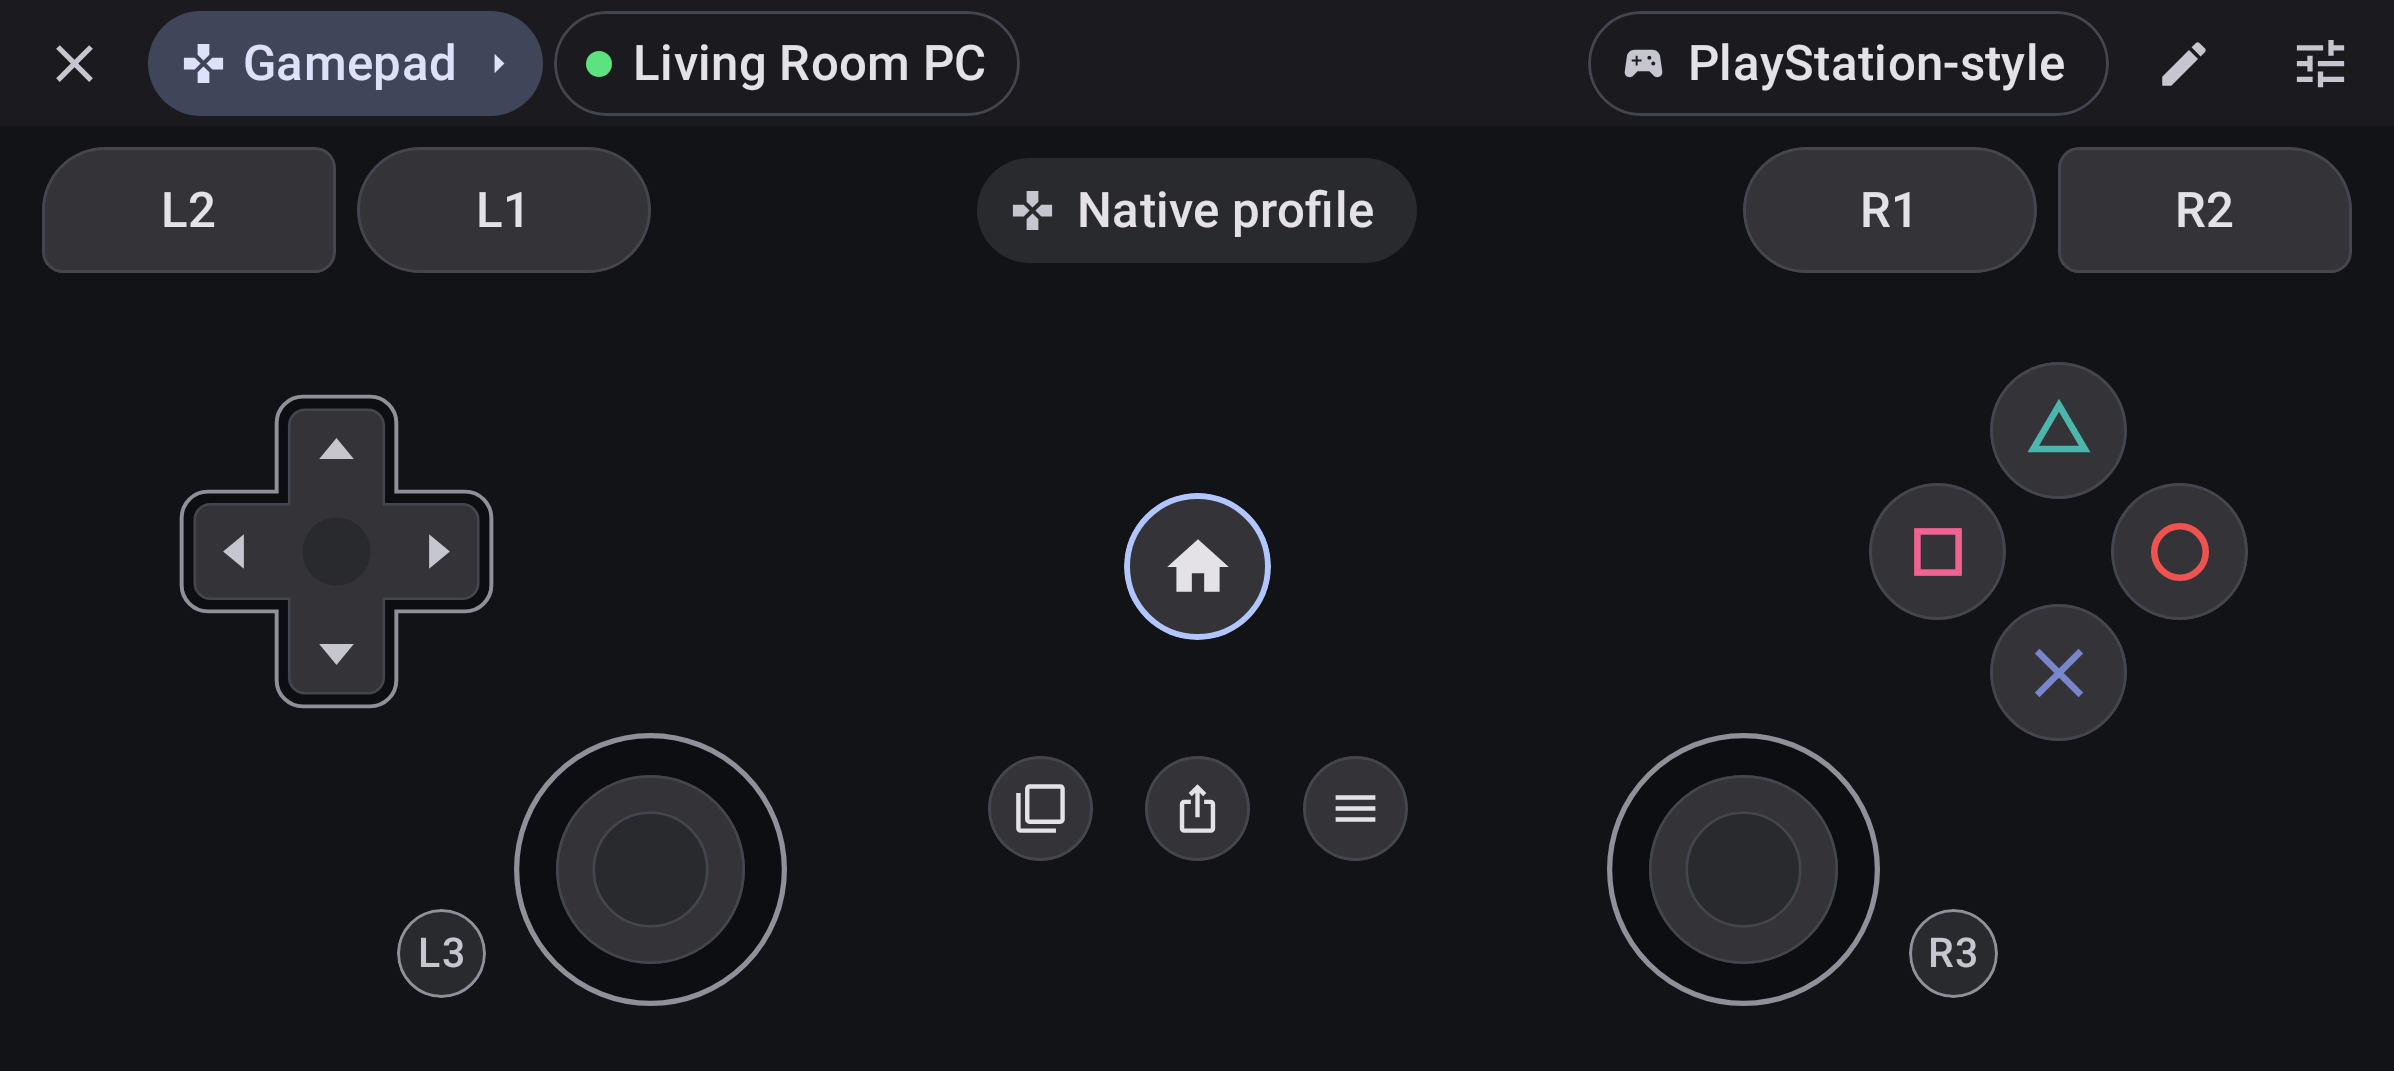 Gamepad
Living Room PC
PlayStation-style
L2
L1
Native profile
R1
R2
L3
R3